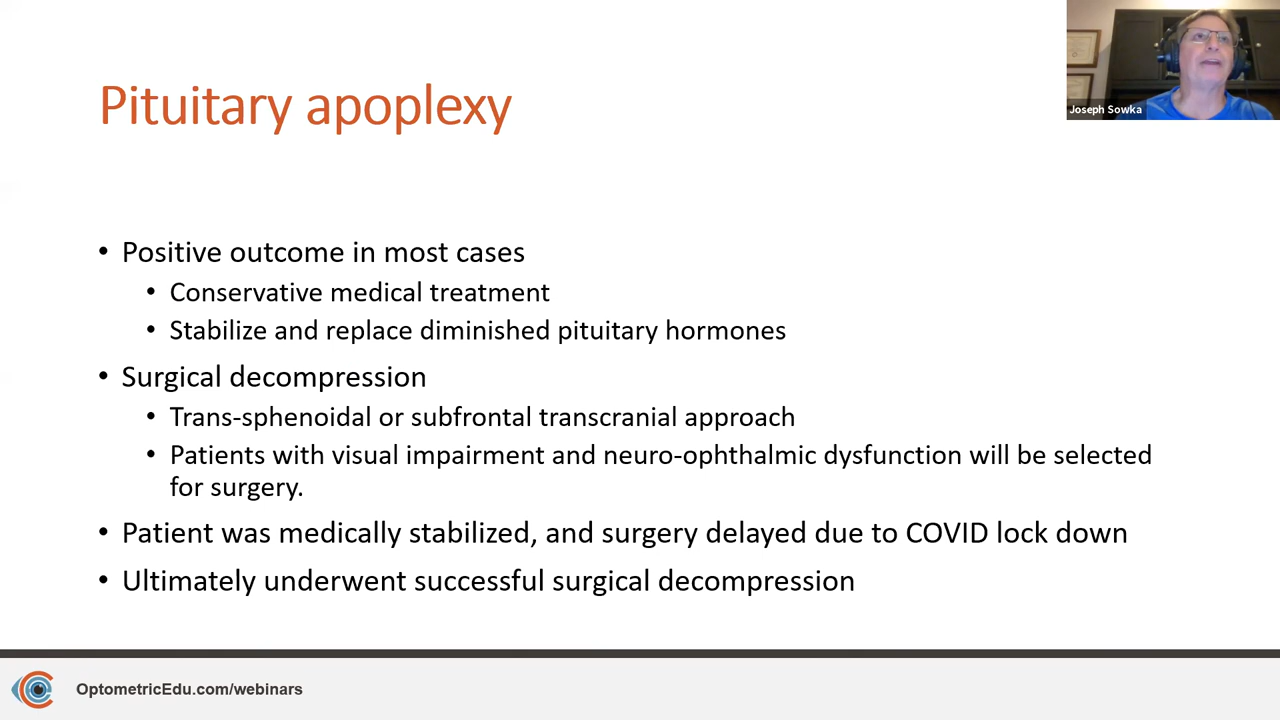 Pituitary apoplexy
Joseph Sowka
• Positive outcome in most cases
• Conservative medical treatment
• Stabilize and replace diminished pituitary hormones
• Surgical decompression
• Trans-sphenoidal or subfrontal transcranial approach
• Patients with visual impairment and neuro-ophthalmic dysfunction will be selected
for surgery.
• Patient was medically stabilized, and surgery delayed due to COVID lock down
• Ultimately underwent successful surgical decompression
OptometricEdu.com/webinars